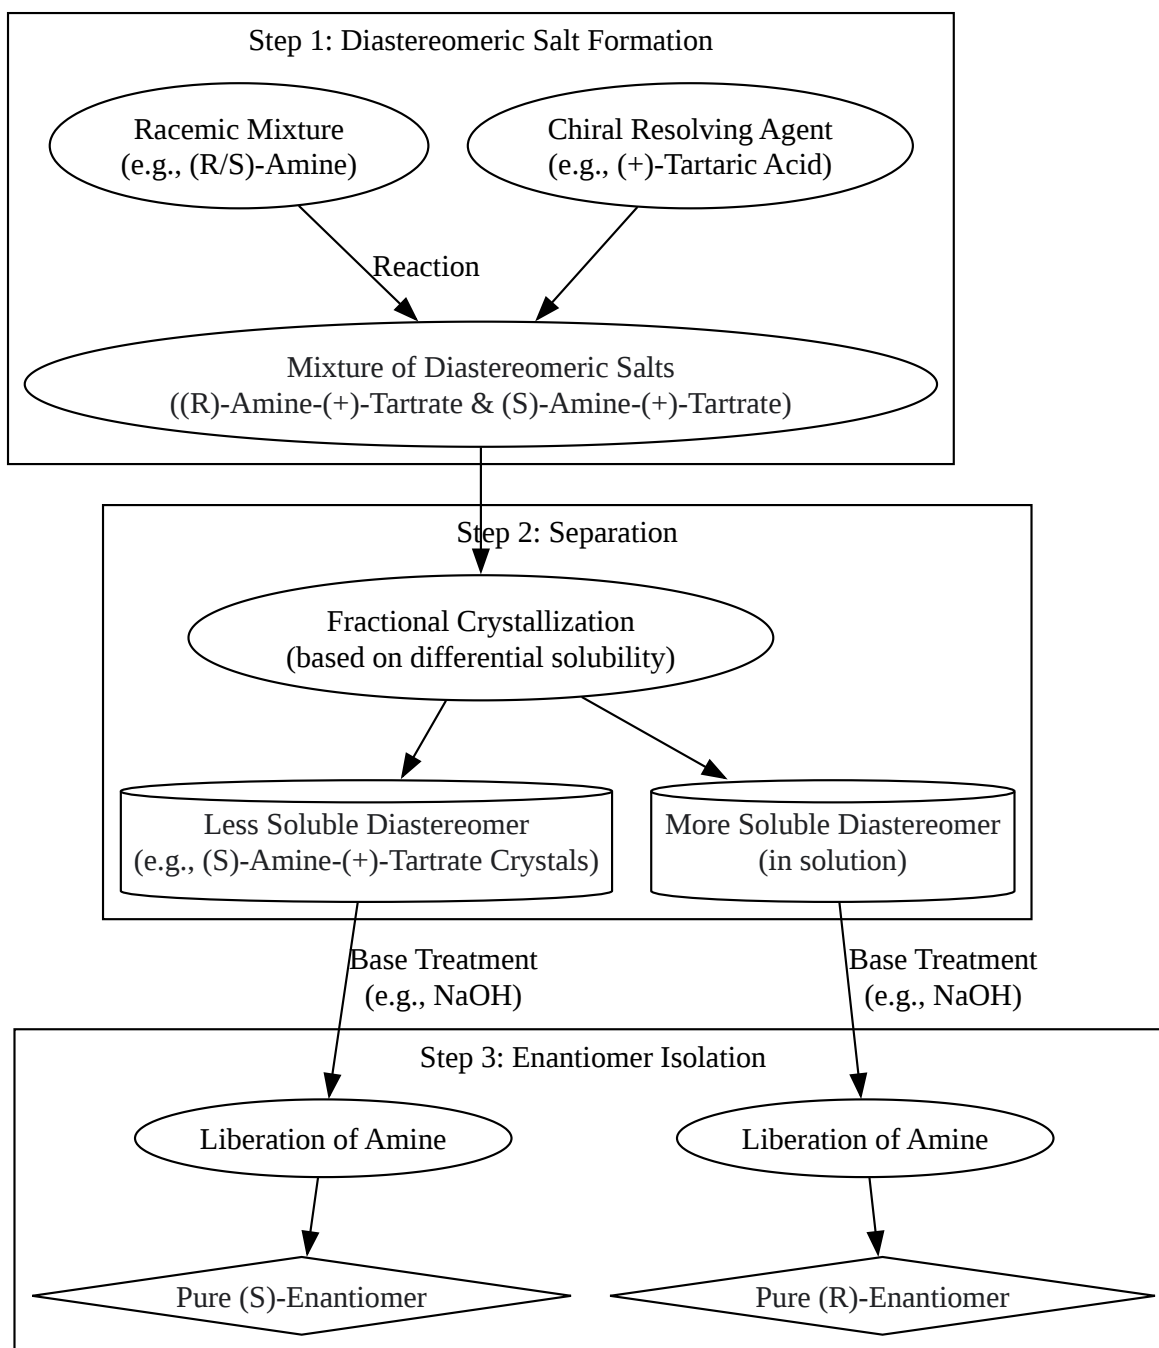 Step 1: Diastereomeric Salt Formation
Racemic Mixture
(e.g., (R/S)-Amine)
Chiral Resolving Agent
(e.g., (+)-Tartaric Acid)
Reaction
Mixture of Diastereomeric Salts
((R)-Amine-(+)-Tartrate & (S)-Amine-(+)-Tartrate)
Step 2: Separation
Fractional Crystallization
(based on differential solubility)
Less Soluble Diastereomer
(e.g., (S)-Amine-(+)-Tartrate Crystals)
More Soluble Diastereomer
(in solution)
Base Treatment
(e.g., NaOH)
Base Treatment
(e.g., NaOH)
Step 3: Enantiomer Isolation
Liberation of Amine
Liberation of Amine
Pure (S)-Enantiomer
Pure (R)-Enantiomer